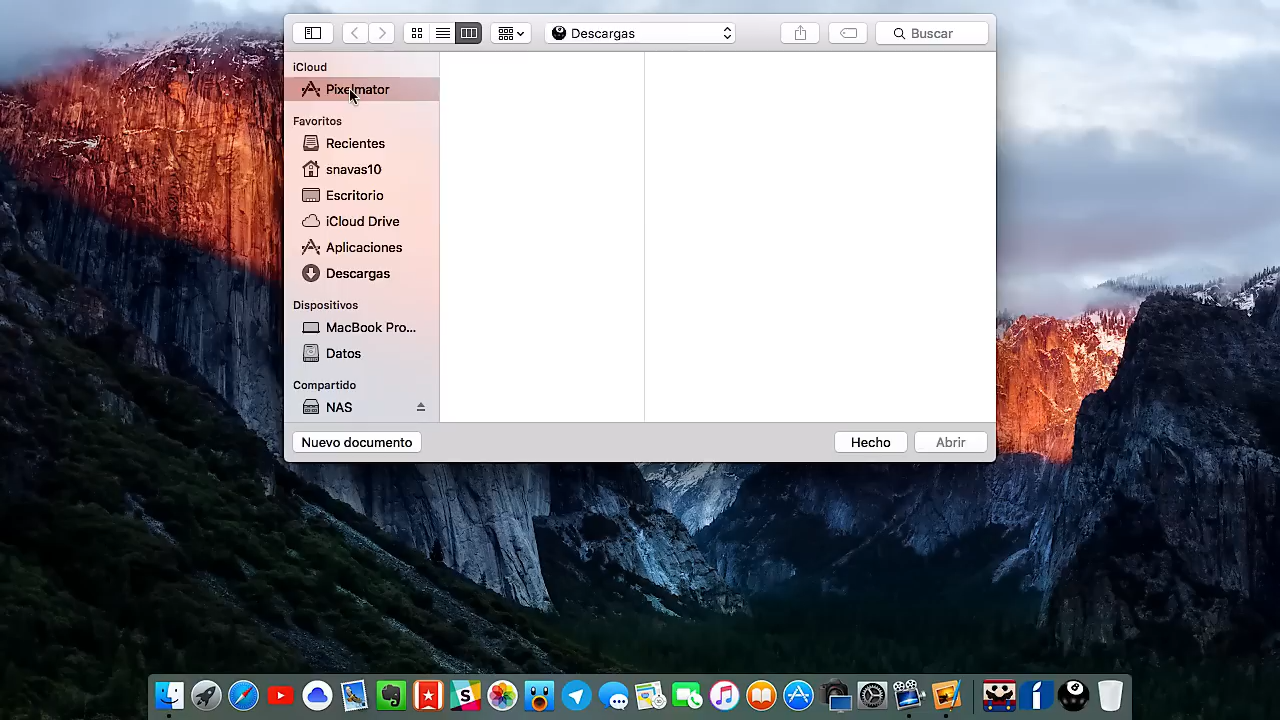 Descargas
Buscar
iCloud
Pixelmator
Favoritos
Recientes
snavas10
Escritorio
iCloud Drive
Aplicaciones
Descargas
Dispositivos
MacBook Pro...
Datos
Compartido
NAS
Nuevo documento
Hecho
Abrir